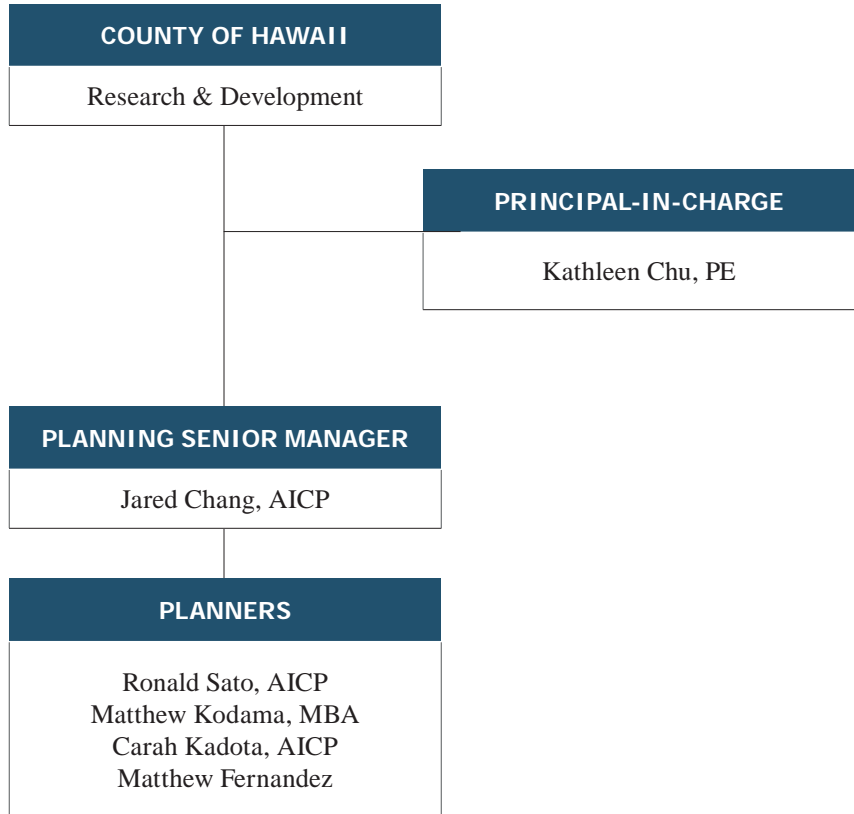 COUNTY OF HAWAII
Research & Development
PRINCIPAL-IN-CHARGE
Kathleen Chu, PE
PLANNING SENIOR MANAGER
Jared Chang, AICP
PLANNERS
Ronald Sato, AICP
Matthew Kodama, MBA
Carah Kadota, AICP
Matthew Fernandez